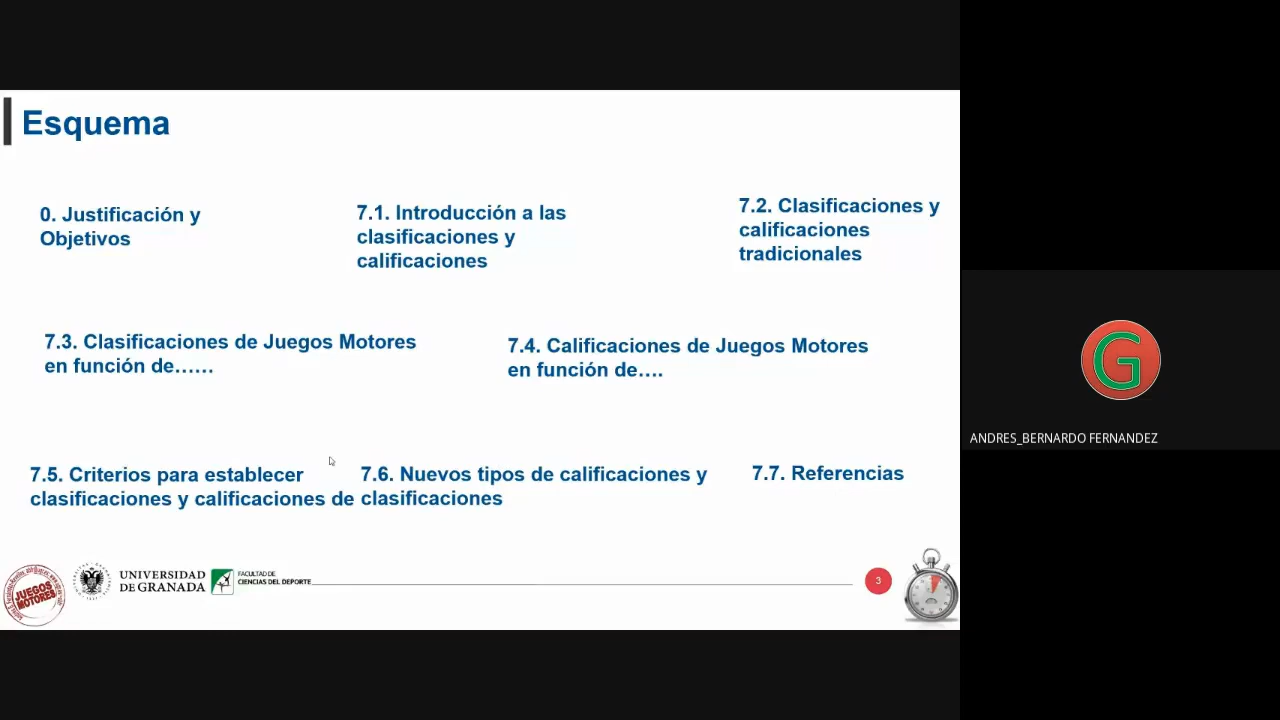 Esquema
0. Justificación y
Objetivos
7.1. Introducción a las
clasificaciones y
calificaciones
7.2. Clasificaciones y
calificaciones
tradicionales
7.3. Clasificaciones de Juegos Motores
en función de……
7.4. Calificaciones de Juegos Motores
en función de….
7.5. Criterios para establecer
clasificaciones y calificaciones de
7.6. Nuevos tipos de calificaciones y
clasificaciones
7.7. Referencias
JUEGOS
MOTORES
UNIVERSIDAD
DE GRANADA
FACULTAD DE
CIENCIAS DEL DEPORTE
3
G
ANDRES_BERNARDO FERNANDEZ